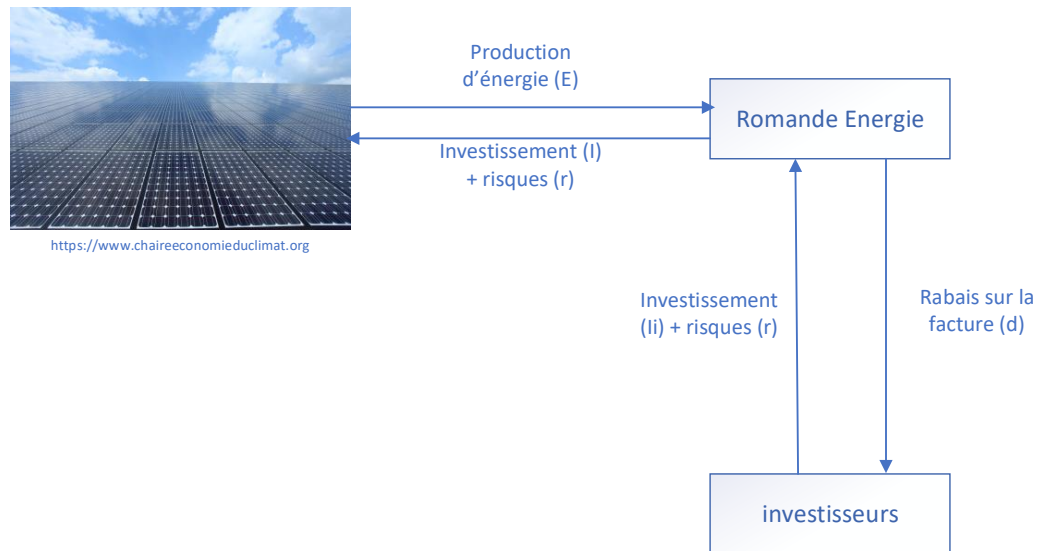 Production
d'énergie (E)
Romande Energie
Investissement (I)
+ risques (r)
https://www.chaireeconomieduclimat.org
Investissement
(Ii) + risques (r)
Rabais sur la
facture (d)
investisseurs